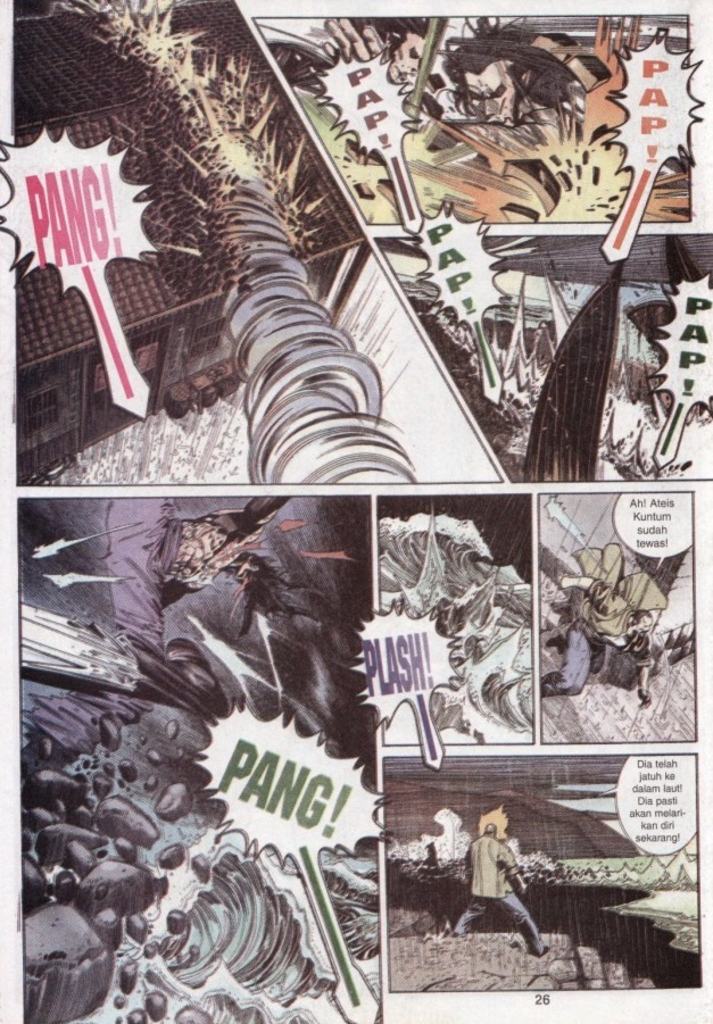 PANG!
PAP!
PAP!
PAP!
PAP!
PANG!
PLASH!
Ah! Ateis
Kuntum
sudah
tewas!
Dia telah
jatuh ke
dalam laut!
Dia pasti
akan melari-
kan diri
sekarang!
26